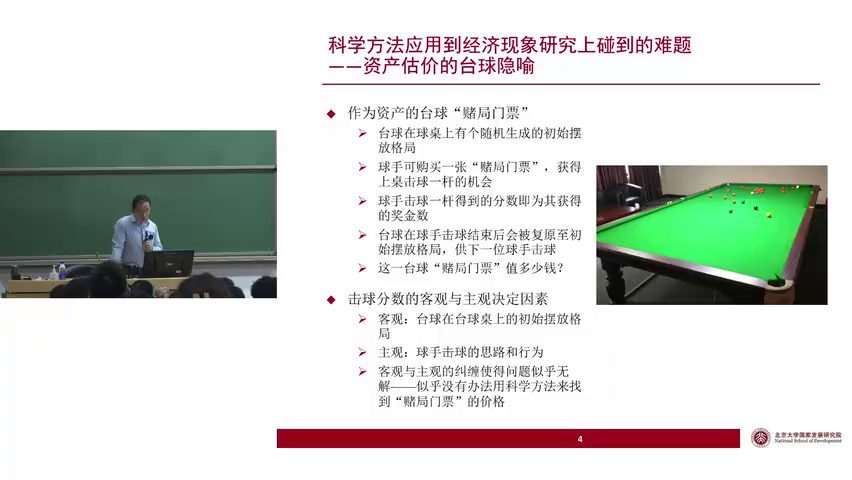 科学方法应用到经济现象研究上碰到的难题
——资产估价的台球隐喻
作为资产的台球“赌局门票”
台球在球桌上有个随机生成的初始摆
放格局
球手可购买一张“赌局门票”，获得
上桌击球一杆的机会
球手击球一杆得到的分数即为其获得
的奖金数
台球在球手击球结束后会被复原至初
始摆放格局，供下一位球手击球
这一台球“赌局门票”值多少钱？
击球分数的客观与主观决定因素
客观：台球在台球桌上的初始摆放格
局
主观：球手击球的思路和行为
客观与主观的纠缠使得问题似乎无
解——似乎没有办法用科学方法来找
到“赌局门票”的价格
4
北京大学国家发展研究院
National School of Development